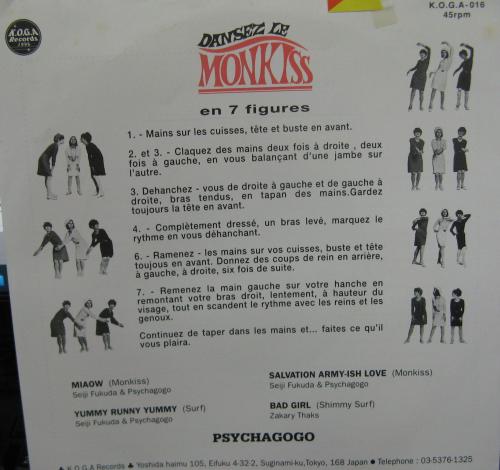 K.O.G.A
Records
1995
K.O.G.A-016
45rpm
DANSEZ LE
MONKISS
en 7 figures
1. - Mains sur les cuisses, tête et buste en avant.
2. et 3. - Claquez des mains deux fois à droite , deux
fois à gauche, en vous balançant d'une jambe sur
l'autre.
3. Dehanchez - vous de droite à gauche et de gauche à
droite, bras tendus, en tapan des mains.Gardez
toujours la tête en avant.
4. - Complètement dressé, un bras levé, marquez le
rythme en vous déhanchant.
6. - Ramenez - les mains sur vos cuisses, buste et tête
toujous en avant. Donnez des coups de rein en arrière,
à gauche, à droite, six fois de suite.
7. - Remenez la main gauche sur votre hanche en
remontant votre bras droit, lentement, à hauteur du
visage, tout en scandent le rythme avec les reins et les
genoux.
Continuez de taper dans les mains et... faites ce qu'il
vous plaira.
MIAOW (Monkiss)
Seiji Fukuda & Psychagogo
YUMMY RUNNY YUMMY (Surf)
Seiji Fukuda & Psychagogo
SALVATION ARMY-ISH LOVE (Monkiss)
Seiji Fukuda & Psychagogo
BAD GIRL (Shimmy Surf)
Zakary Thaks
PSYCHAGOGO
K.O.G.A Records • Yoshida haimu 105, Eifuku 4-32-2, Suginami-ku,Tokyo, 168 Japan • Telephone : 03-5376-1325